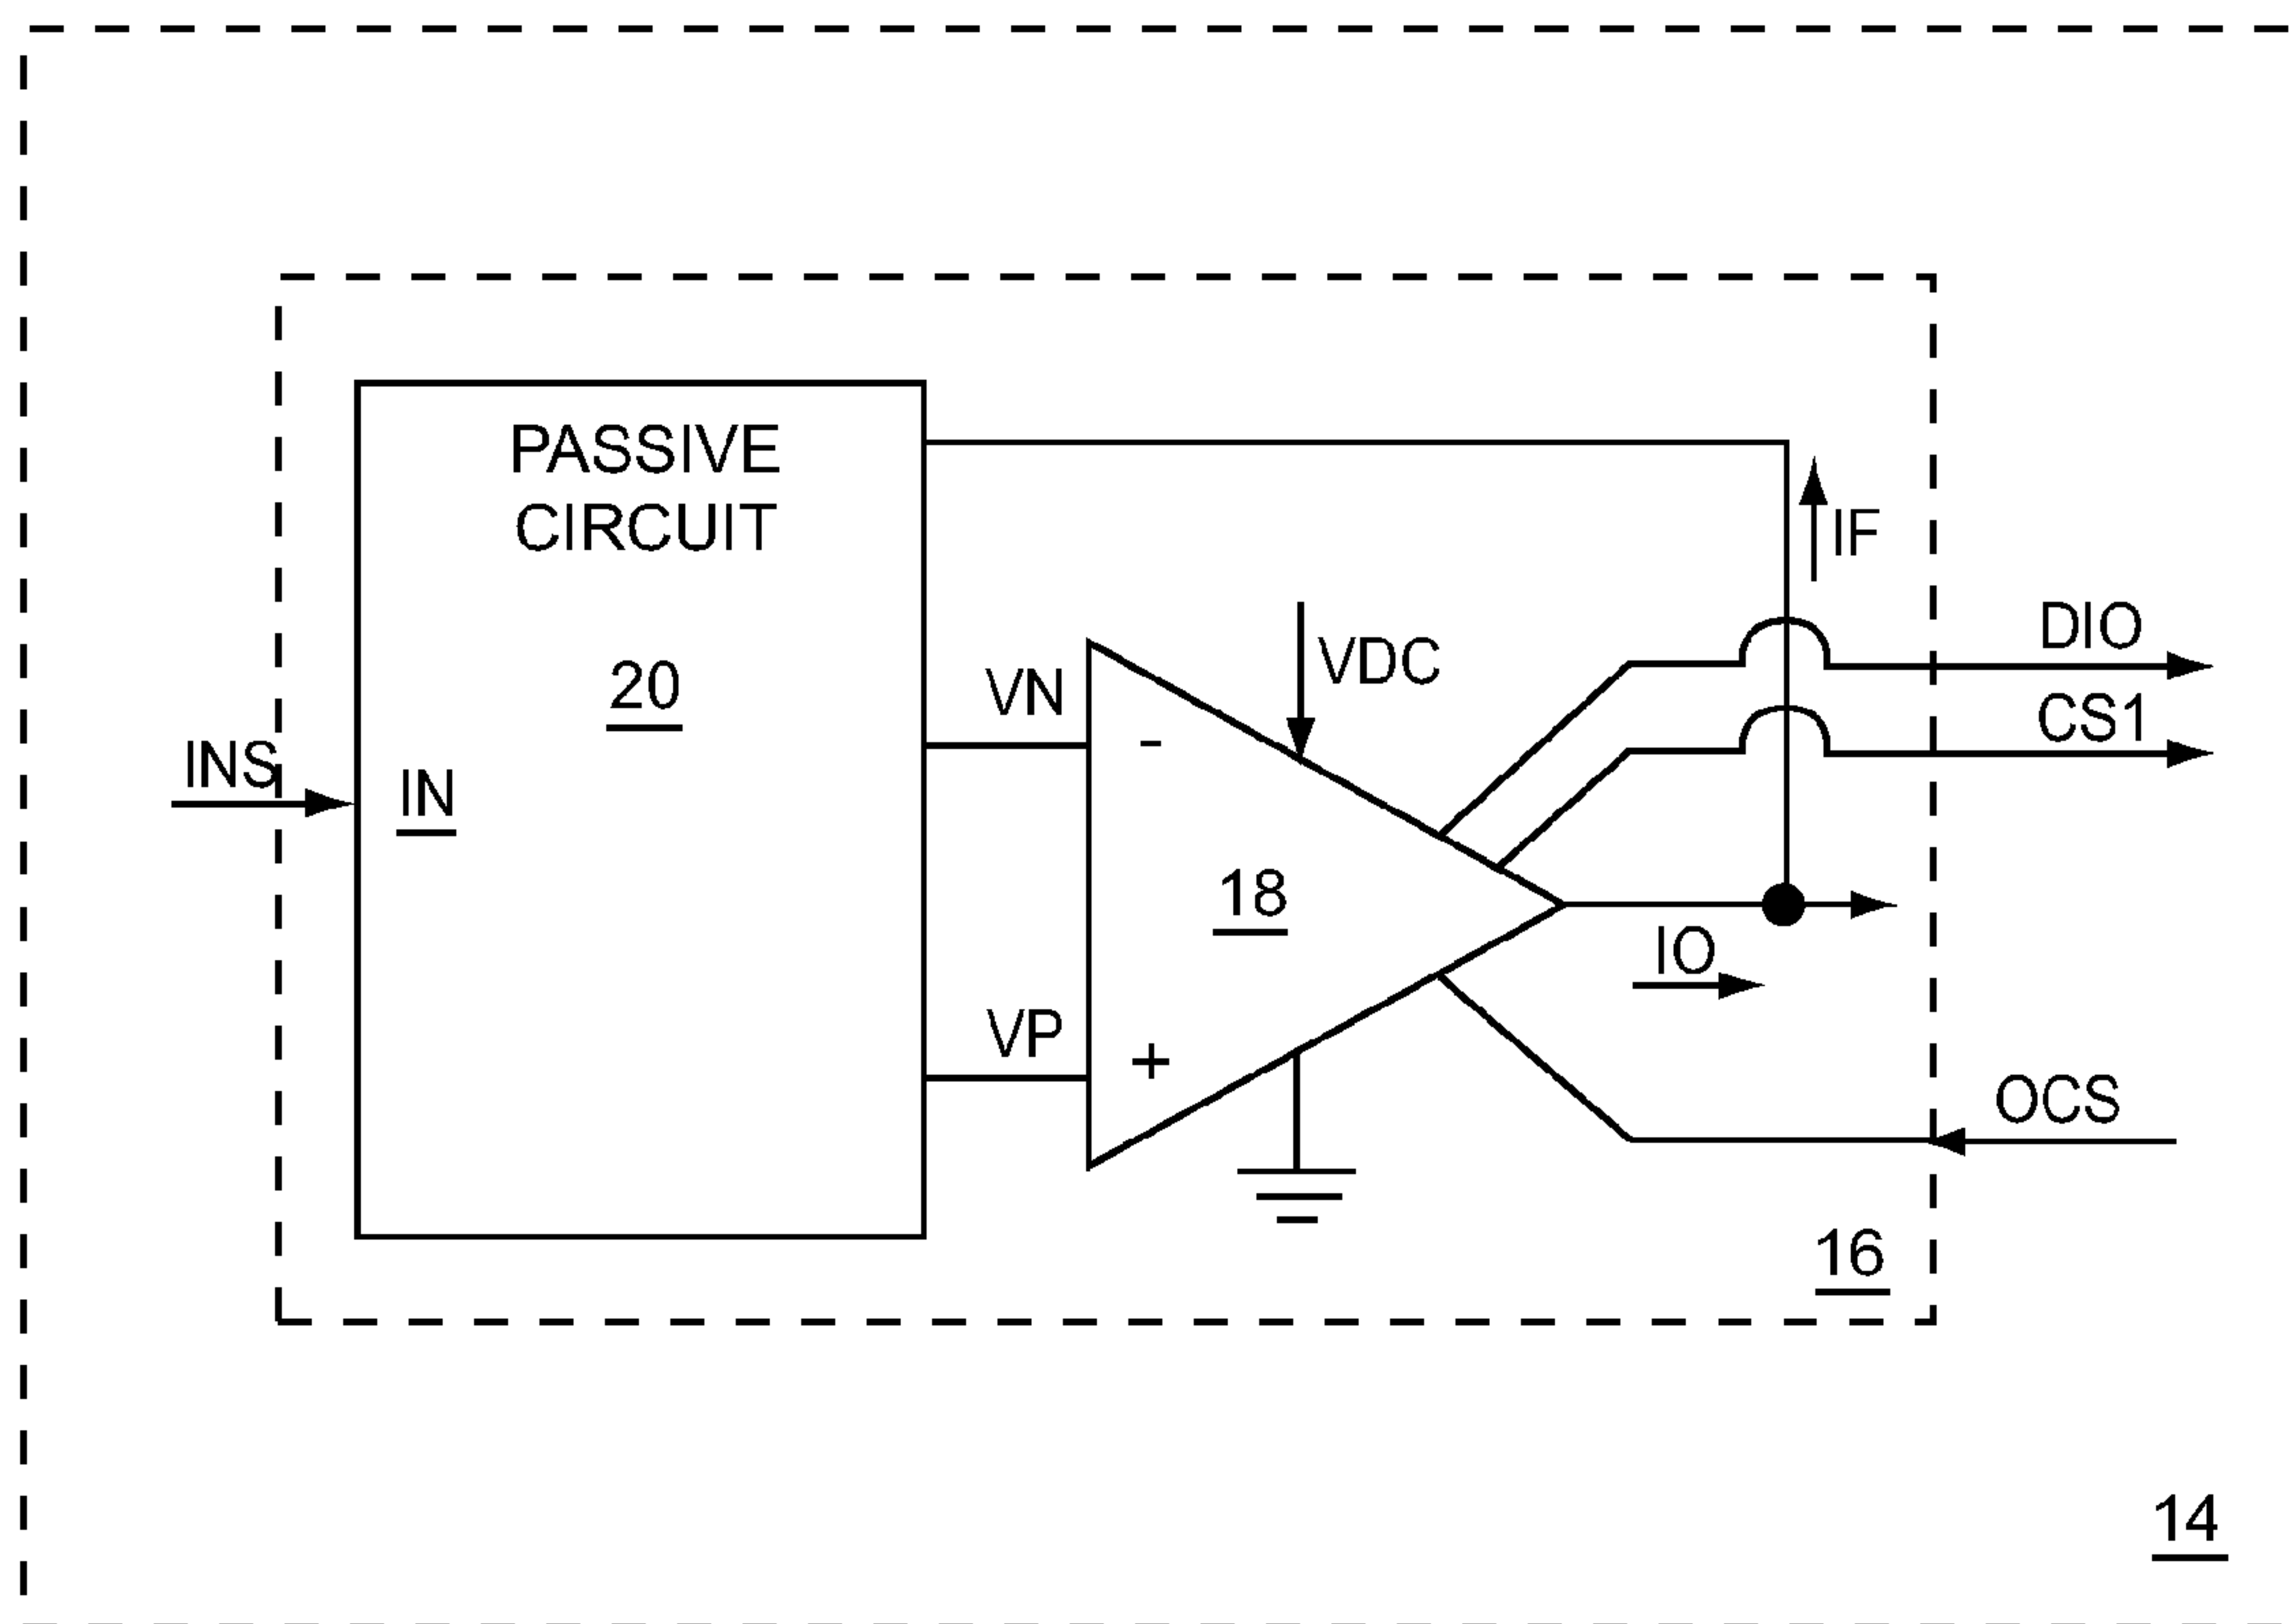 PASSIVE
CIRCUIT
20
IF
DIO
VDC
VN
CS1
INS
IN
-
18
IO
VP
+
OCS
16
14